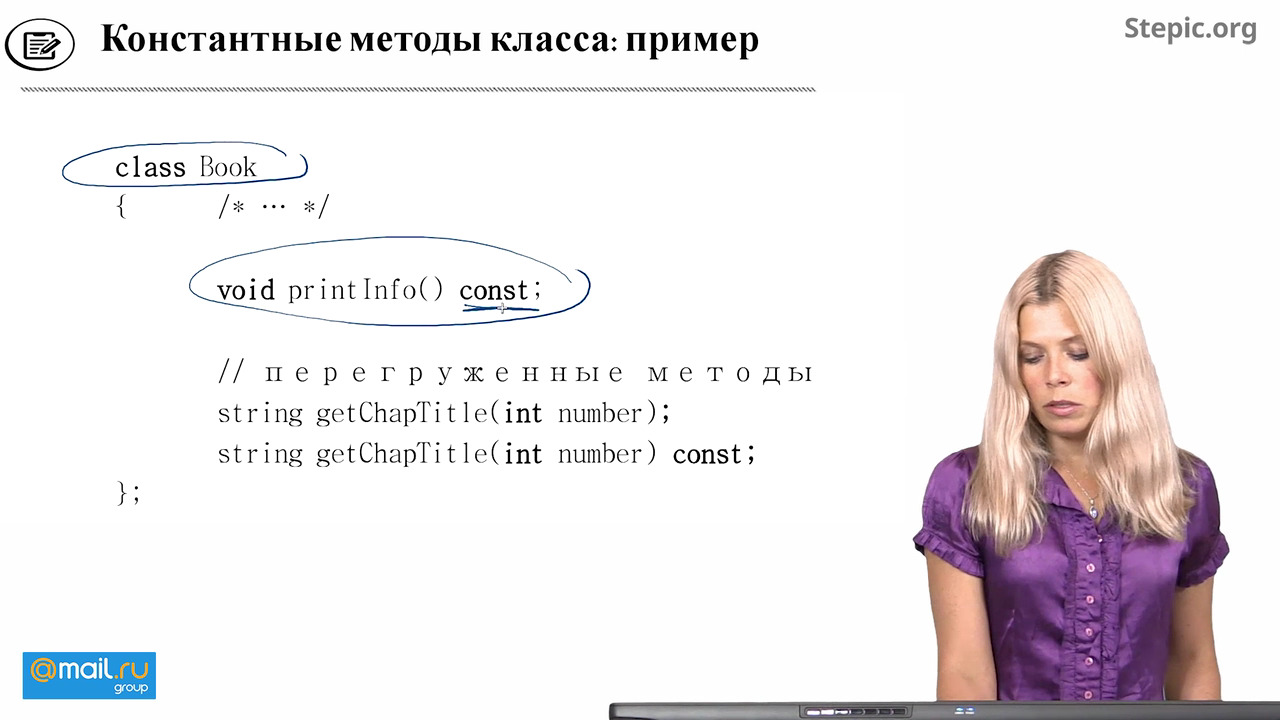 Константные методы класса: пример
Stepic.org
class Book
{ /* … */
void printInfo() const;
// перегруженные методы
string getChapTitle(int number);
string getChapTitle(int number) const;
};
@mail.ru
group